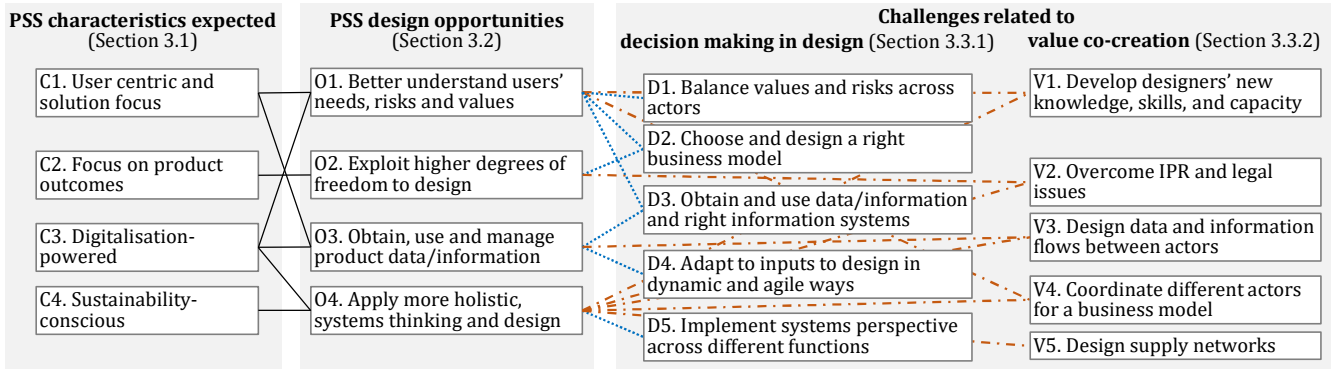 PSS characteristics expected
(Section 3.1)
C1. User centric and
solution focus
C2. Focus on product
outcomes
C3. Digitalisation-
powered
C4. Sustainability-
conscious
PSS design opportunities
(Section 3.2)
O1. Better understand users'
needs, risks and values
O2. Exploit higher degrees of
freedom to design
O3. Obtain, use and manage
product data/information
O4. Apply more holistic,
systems thinking and design
Challenges related to
decision making in design (Section 3.3.1)
D1. Balance values and risks across
actors
D2. Choose and design a right
business model
D3. Obtain and use data/information
and right information systems
D4. Adapt to inputs to design in
dynamic and agile ways
D5. Implement systems perspective
across different functions
value co-creation (Section 3.3.2)
V1. Develop designers' new
knowledge, skills, and capacity
V2. Overcome IPR and legal
issues
V3. Design data and information
flows between actors
V4. Coordinate different actors
for a business model
V5. Design supply networks